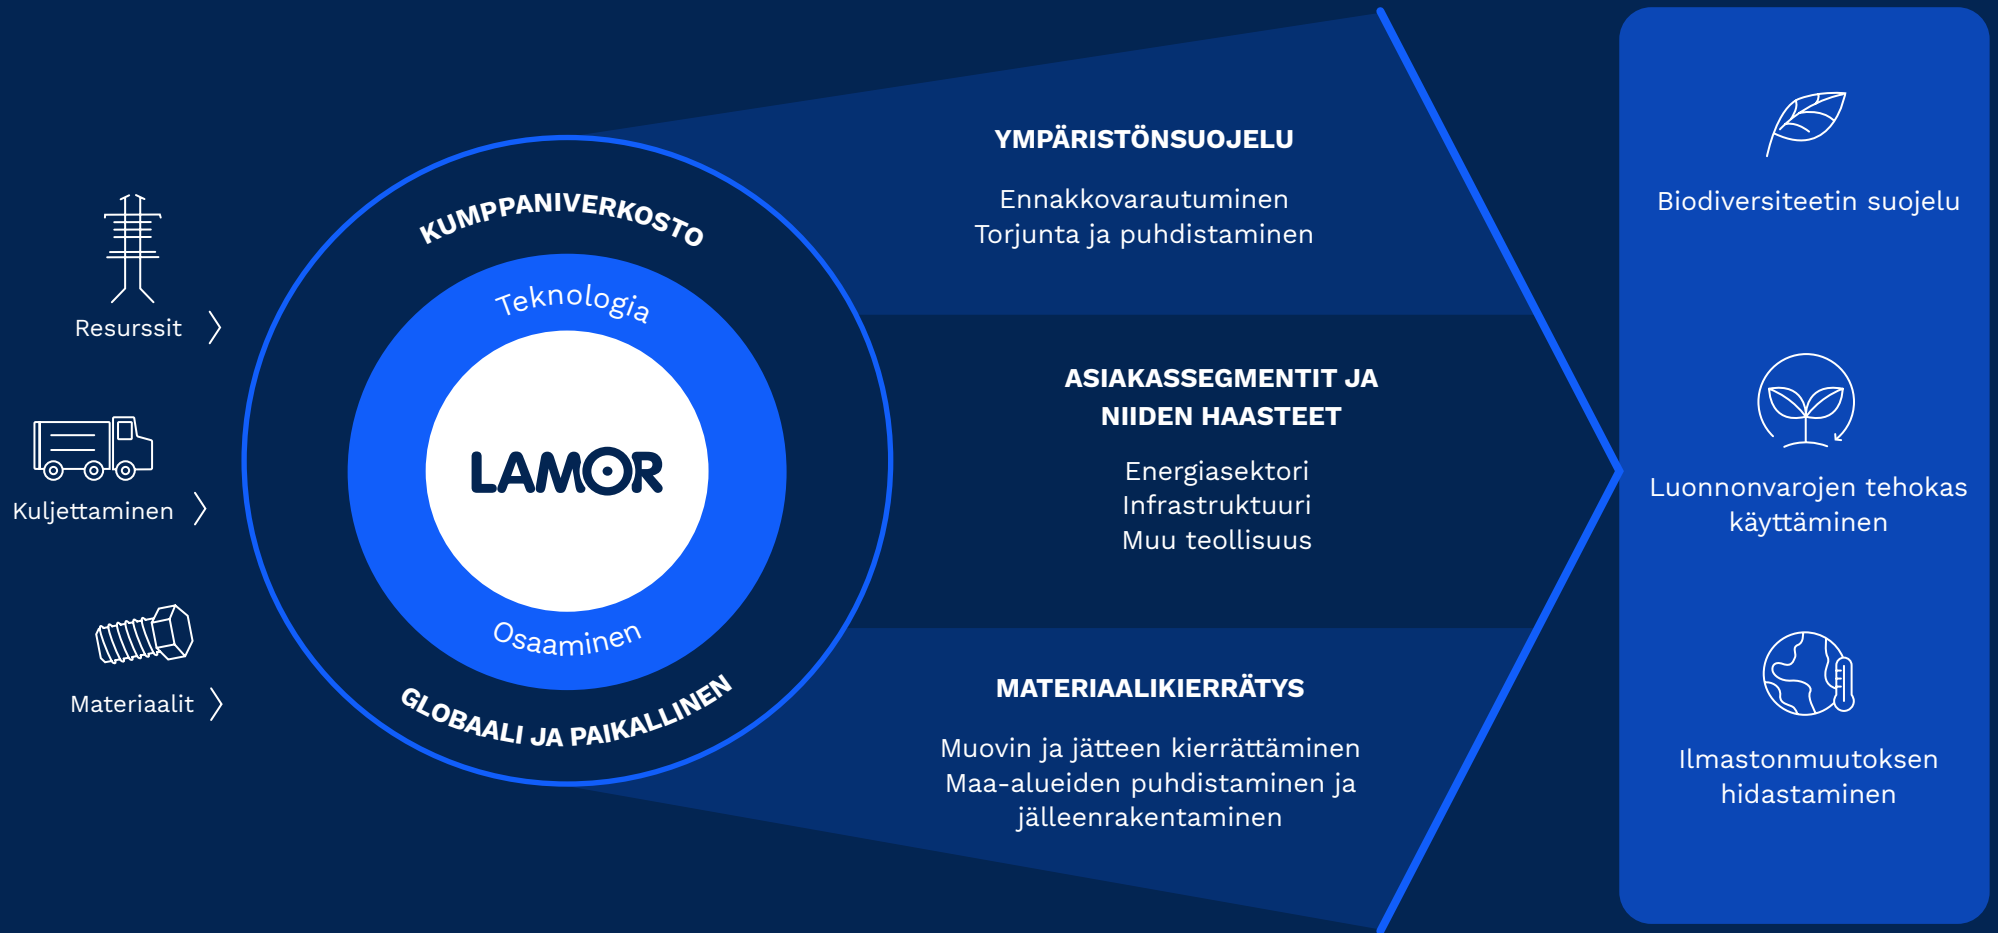 Resurssit
Kuljettaminen
Materiaalit
KUMPPANIVERKOSTO
Teknologia
LAMOR
Osaaminen
GLOBAALI JA PAIKALLINEN
YMPÄRISTÖNSUOJELU
Ennakkovarautuminen
Torjunta ja puhdistaminen
ASIAKASSEGMENTIT JA
NIIDEN HAASTEET
Energiasektori
Infrastruktuuri
Muu teollisuus
MATERIAALIKIERRÄTYS
Muovin ja jätteen kierrättäminen
Maa-alueiden puhdistaminen ja
jälleenrakentaminen
Biodiversiteetin suojelu
Luonnonvarojen tehokas
käyttäminen
Ilmastonmuutoksen
hidastaminen